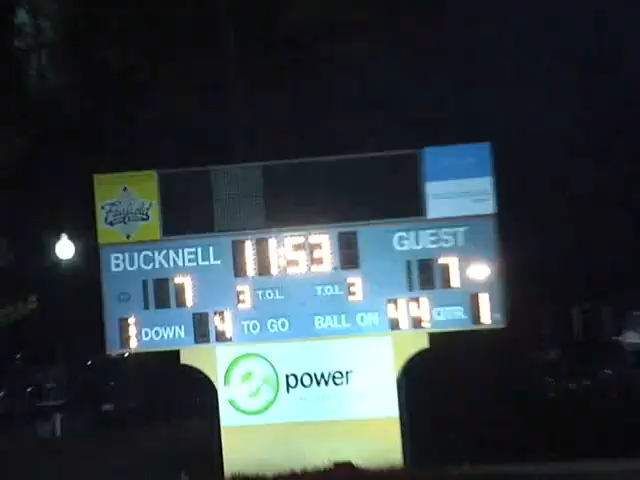 Fairfield
BUCKNELL 11:53 GUEST
7 3 T.O.L T.O.L 3 7
1 DOWN 4 TO GO BALL ON 44 QTR. 1
e power